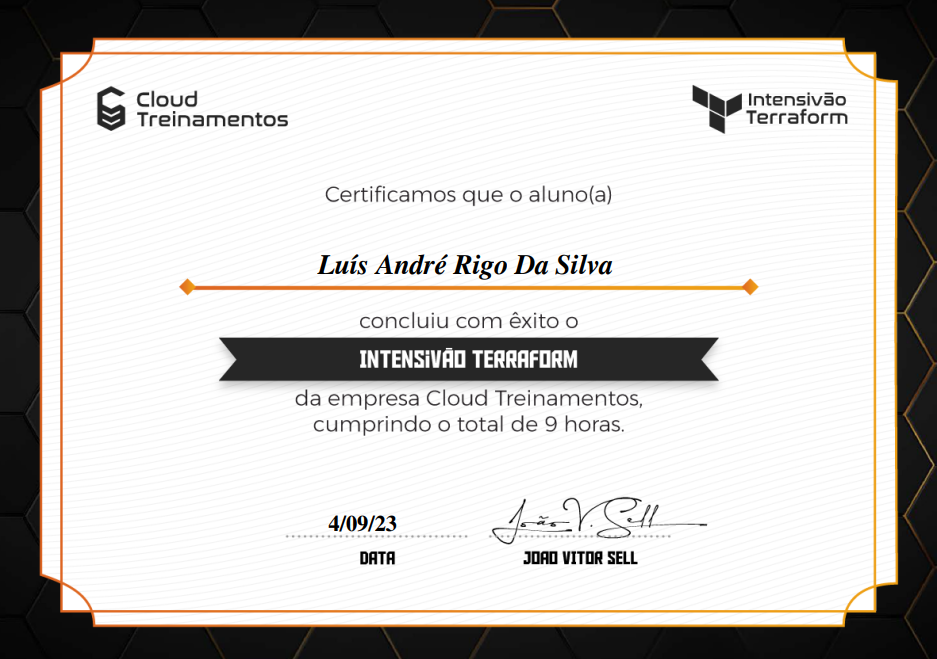 Cloud
Treinamentos
Intensivão
Terraform
Certificamos que o aluno(a)
Luís André Rigo Da Silva
concluiu com êxito o
INTENSIVÃO TERRAFORM
da empresa Cloud Treinamentos,
cumprindo o total de 9 horas.
João V. Sell
4/09/23
DATA
JOAO VITOR SELL